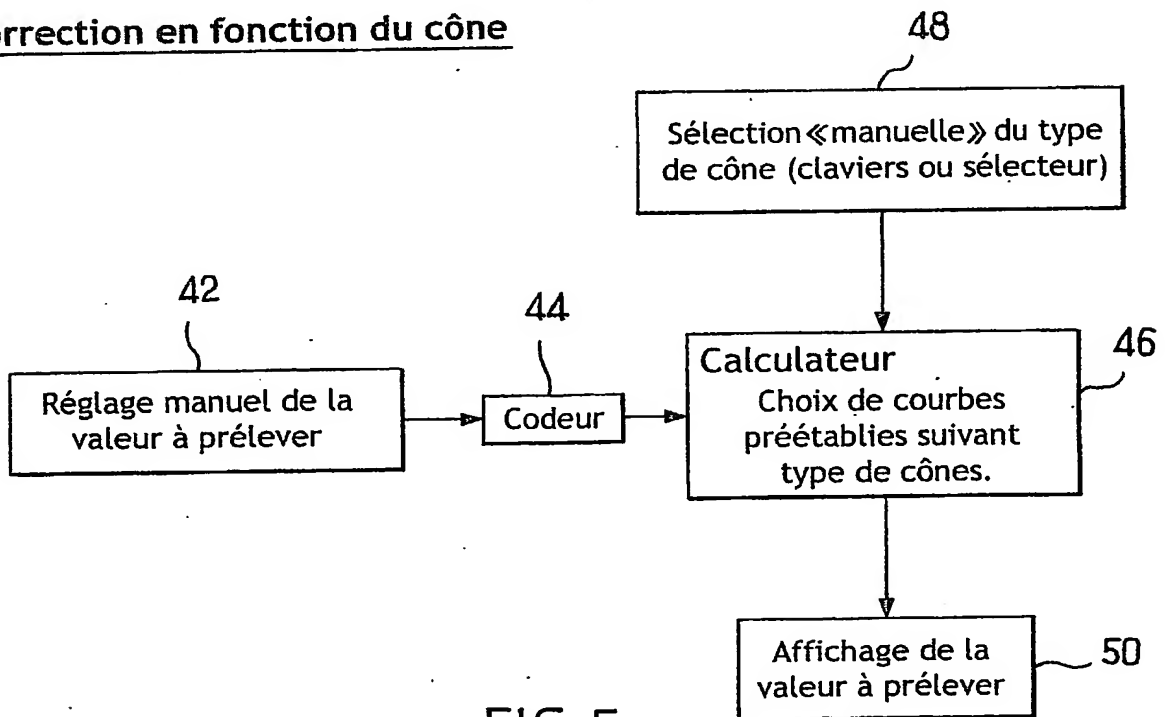 rrection en fonction du cône
48
Sélection «manuelle» du type
de cône (claviers ou sélecteur)
42
44
46
Réglage manuel de la
valeur à prélever
Codeur
Calculateur
Choix de courbes
préétablies suivant
type de cônes.
Affichage de la
valeur à prélever
50